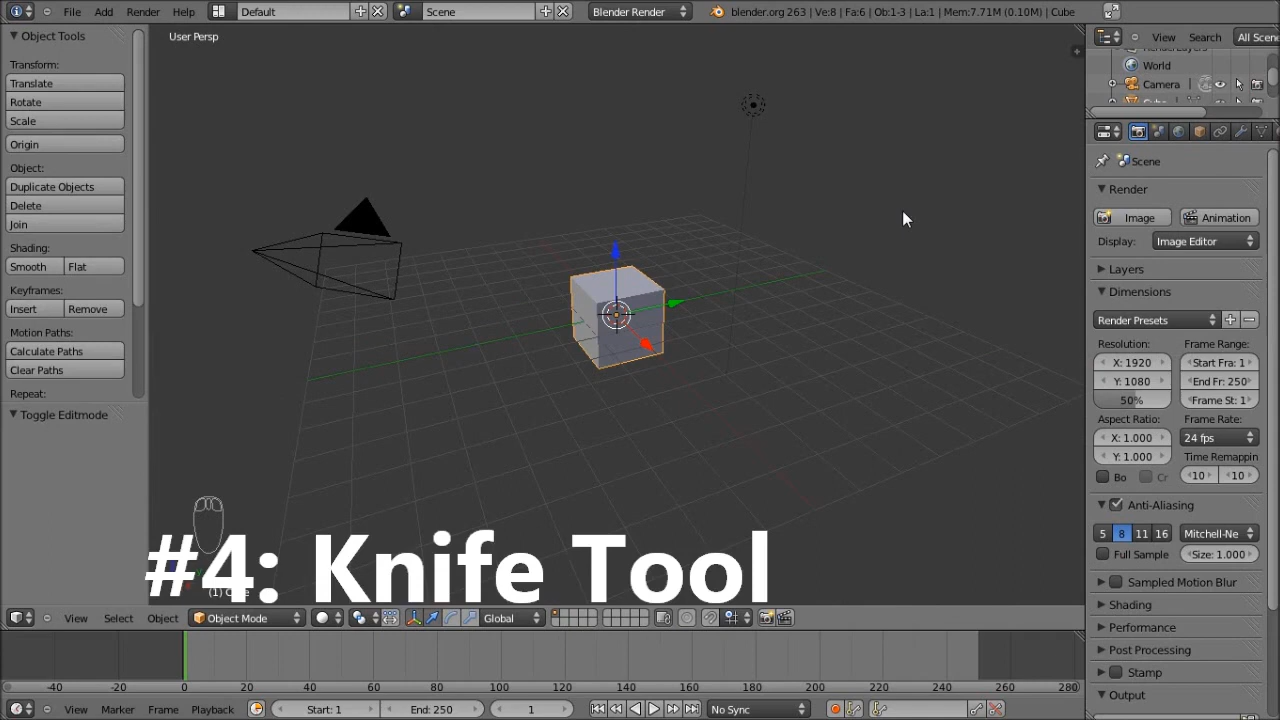 File Add Render Help Default Scene Blender Render blender.org 263 | Ve:8 | Fa:6 | Ob:1-3 | La:1 | Mem:7.71M (0.10M) | Cube
Object Tools
Transform:
Translate
Rotate
Scale
Origin
Object:
Duplicate Objects
Delete
Join
Shading:
Smooth Flat
Keyframes:
Insert Remove
Motion Paths:
Calculate Paths
Clear Paths
Repeat:
Toggle Editmode
User Persp
#4: Knife Tool
View Select Object Object Mode Global
-40 -20 0 20 40 60 80 100 120 140 160 180 200 220 240 260 280
View Marker Frame Playback Start: 1 End: 250 1 No Sync
View Search All Scene
World
Camera
Scene
Render
Image Animation
Display: Image Editor
Layers
Dimensions
Render Presets
Resolution: Frame Range:
X: 1920 Start Fra: 1
Y: 1080 End Fr: 250
50% Frame St: 1
Aspect Ratio: Frame Rate:
X: 1.000 24 fps
Y: 1.000 Time Remappin
Bo Cr 10 10
Anti-Aliasing
5 8 11 16 Mitchell-Ne
Full Sample Size: 1.000
Sampled Motion Blur
Shading
Performance
Post Processing
Stamp
Output